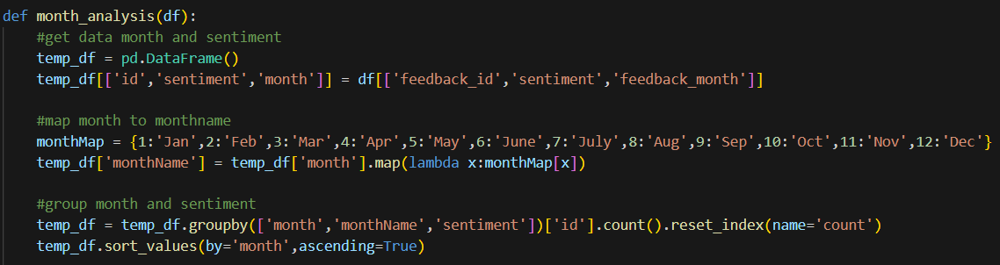 def month_analysis(df):
    #get data month and sentiment
    temp_df = pd.DataFrame()
    temp_df[['id','sentiment','month']] = df[['feedback_id','sentiment','feedback_month']]

    #map month to monthname
    monthMap = {1:'Jan',2:'Feb',3:'Mar',4:'Apr',5:'May',6:'June',7:'July',8:'Aug',9:'Sep',10:'Oct',11:'Nov',12:'Dec'}
    temp_df['monthName'] = temp_df['month'].map(lambda x:monthMap[x])

    #group month and sentiment
    temp_df = temp_df.groupby(['month','monthName','sentiment'])['id'].count().reset_index(name='count')
    temp_df.sort_values(by='month',ascending=True)